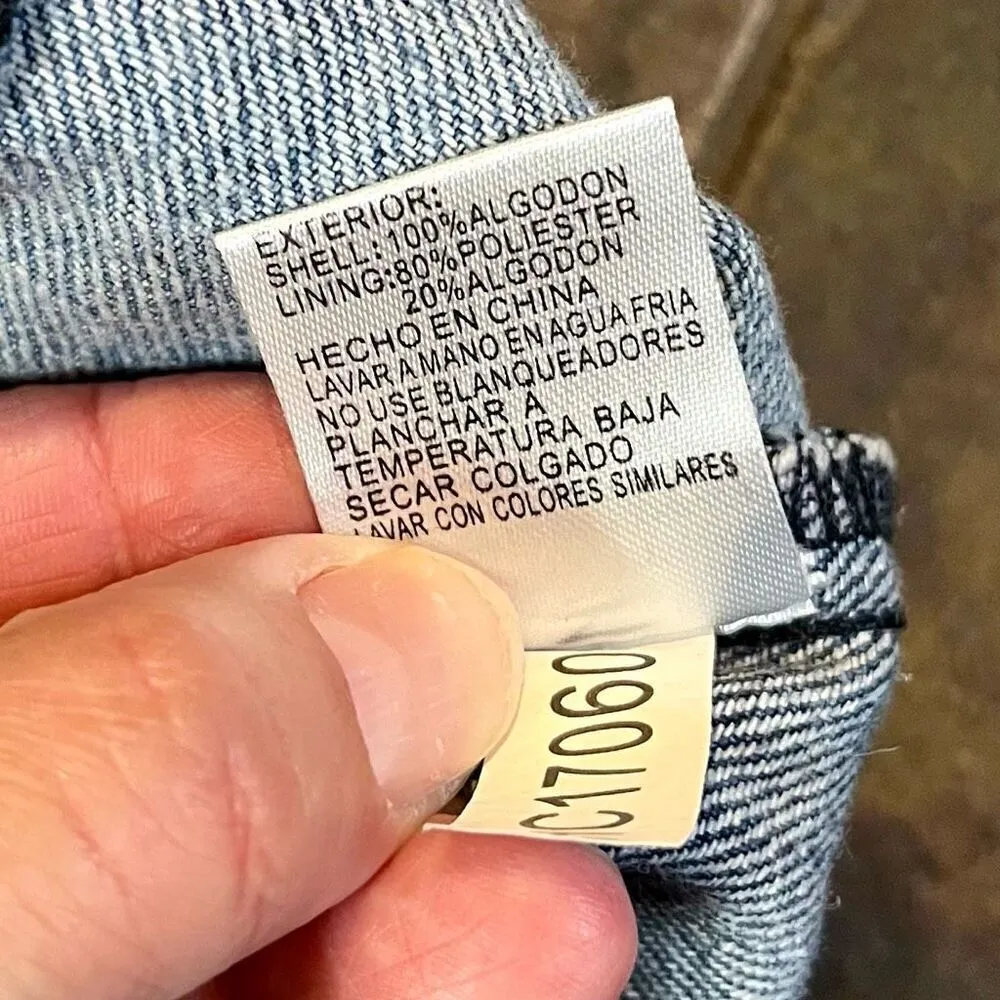 EXTERIOR:
SHELL:100%ALGODON
LINING:80%POLIESTER
20%ALGODON
HECHO EN CHINA
LAVAR A MANO EN AGUA FRIA
NO USE BLANQUEADORES
PLANCHAR A
TEMPERATURA BAJA
SECAR COLGADO
LAVAR CON COLORES SIMILARES
C17060